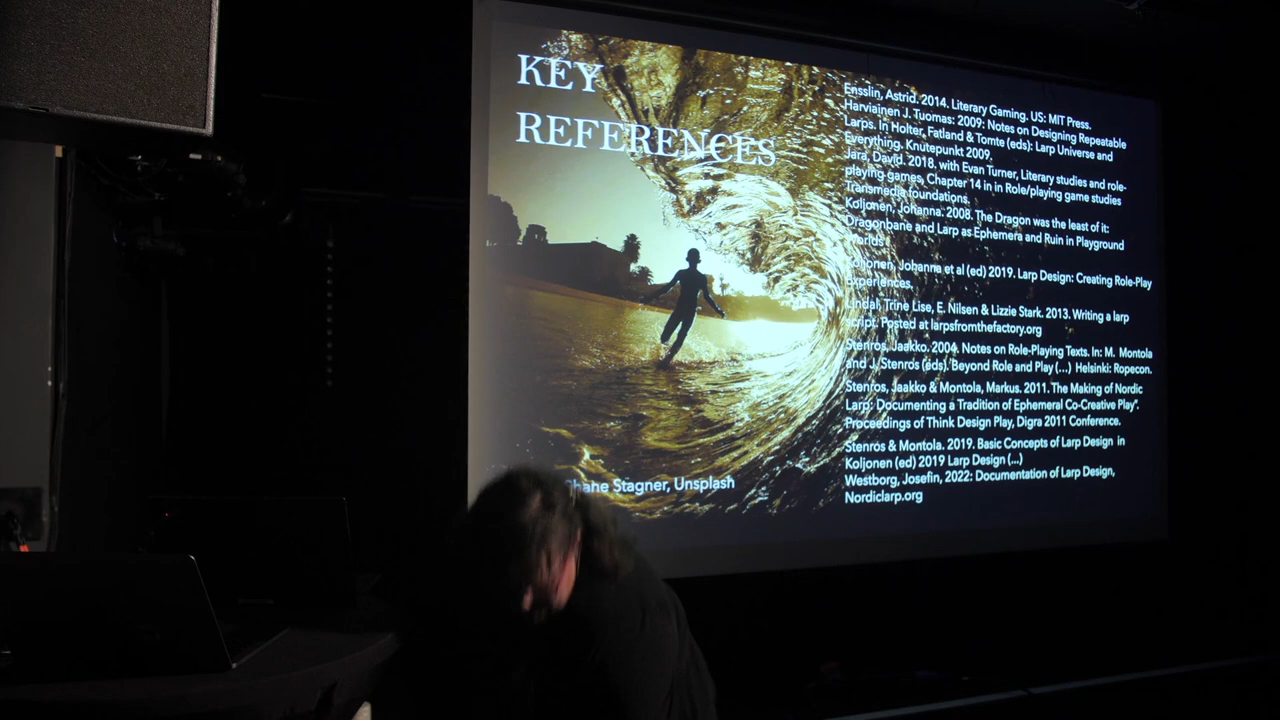 KEY
REFERENCES
Ensslin, Astrid. 2014. Literary Gaming. US: MIT Press.
Harviainen J. Tuomas: 2009: Notes on Designing Repeatable
Larps. In Holter, Fatland & Tomte (eds): Larp Universe and
Everything. Knutepunkt 2009.
Jara, David. 2018. with Evan Turner, Literary studies and role-
playing games, Chapter 14 in in Role/playing game studies
Transmedia foundations.
Koljonen, Johanna. 2008. The Dragon was the least of it:
Dragonbane and Larp as Ephemera and Ruin in Playground
Worlds
Koljonen, Johanna et al (ed) 2019. Larp Design: Creating Role-Play
Experiences.
Lindal, Trine Lise, E. Nilsen & Lizzie Stark. 2013. Writing a larp
script. Posted at larpsfromthefactory.org
Stenros, Jaakko. 2004. Notes on Role-Playing Texts. In: M. Montola
and J. Stenros (eds). Beyond Role and Play (...) Helsinki: Ropecon.
Stenros, Jaakko & Montola, Markus. 2011. The Making of Nordic
Larp: Documenting a Tradition of Ephemeral Co-Creative Play".
Proceedings of Think Design Play, Digra 2011 Conference.
Stenros & Montola. 2019. Basic Concepts of Larp Design in
Koljonen (ed) 2019 Larp Design (...)
Westborg, Josefin, 2022: Documentation of Larp Design,
Nordiclarp.org
Shane Stagner, Unsplash